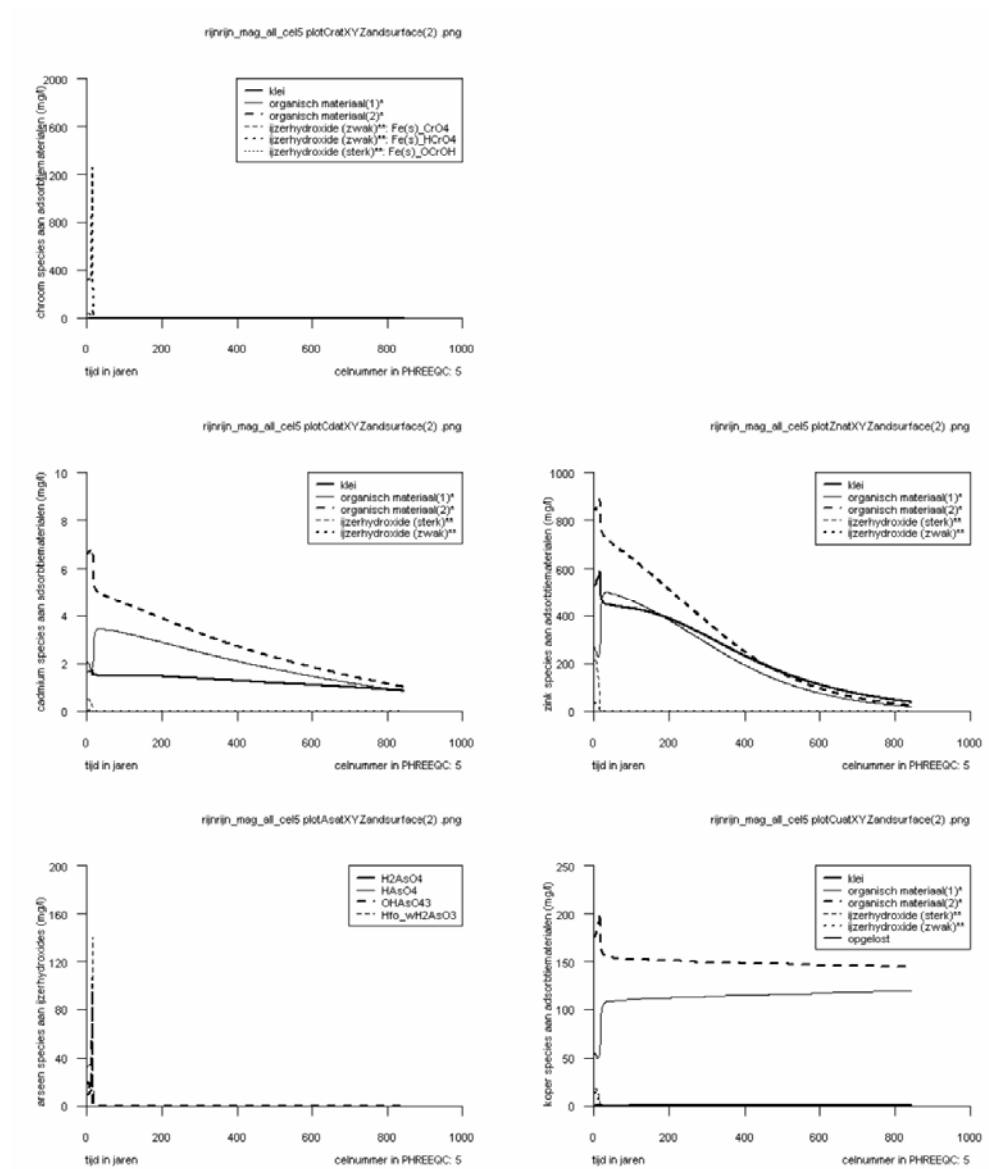 rijnrijn_mag_all_cel5 plotCratXYZandsurface(2) .png
chroom species aan adsorbtiematerialen (mg/l)
2000
1600
1200
800
400
0
klei
organisch materiaal(1)*
organisch materiaal(2)*
ijzerhydroxide (zwak)**: Fe(s)_CrO4
ijzerhydroxide (zwak)**: Fe(s)_HCrO4
ijzerhydroxide (sterk)**: Fe(s)_OCrOH
0 200 400 600 800 1000
tijd in jaren celnummer in PHREEQC: 5
rijnrijn_mag_all_cel5 plotCdatXYZandsurface(2) .png
cadmium species aan adsorbtiematerialen (mg/l)
10
8
6
4
2
0
klei
organisch materiaal(1)*
organisch materiaal(2)*
ijzerhydroxide (sterk)**
ijzerhydroxide (zwak)**
0 200 400 600 800 1000
tijd in jaren celnummer in PHREEQC: 5
rijnrijn_mag_all_cel5 plotZnatXYZandsurface(2) .png
zink species aan adsorbtiematerialen (mg/l)
1000
800
600
400
200
0
klei
organisch materiaal(1)*
organisch materiaal(2)*
ijzerhydroxide (sterk)**
ijzerhydroxide (zwak)**
0 200 400 600 800 1000
tijd in jaren celnummer in PHREEQC: 5
rijnrijn_mag_all_cel5 plotAsatXYZandsurface(2) .png
arseen species aan ijzerhydroxides (mg/l)
200
160
120
80
40
0
H2AsO4
HAsO4
OHAsO43
Hfo_wH2AsO3
0 200 400 600 800 1000
tijd in jaren celnummer in PHREEQC: 5
rijnrijn_mag_all_cel5 plotCuatXYZandsurface(2) .png
koper species aan adsorbtiematerialen (mg/l)
250
200
150
100
50
0
klei
organisch materiaal(1)*
organisch materiaal(2)*
ijzerhydroxide (sterk)**
ijzerhydroxide (zwak)**
opgelost
0 200 400 600 800 1000
tijd in jaren celnummer in PHREEQC: 5